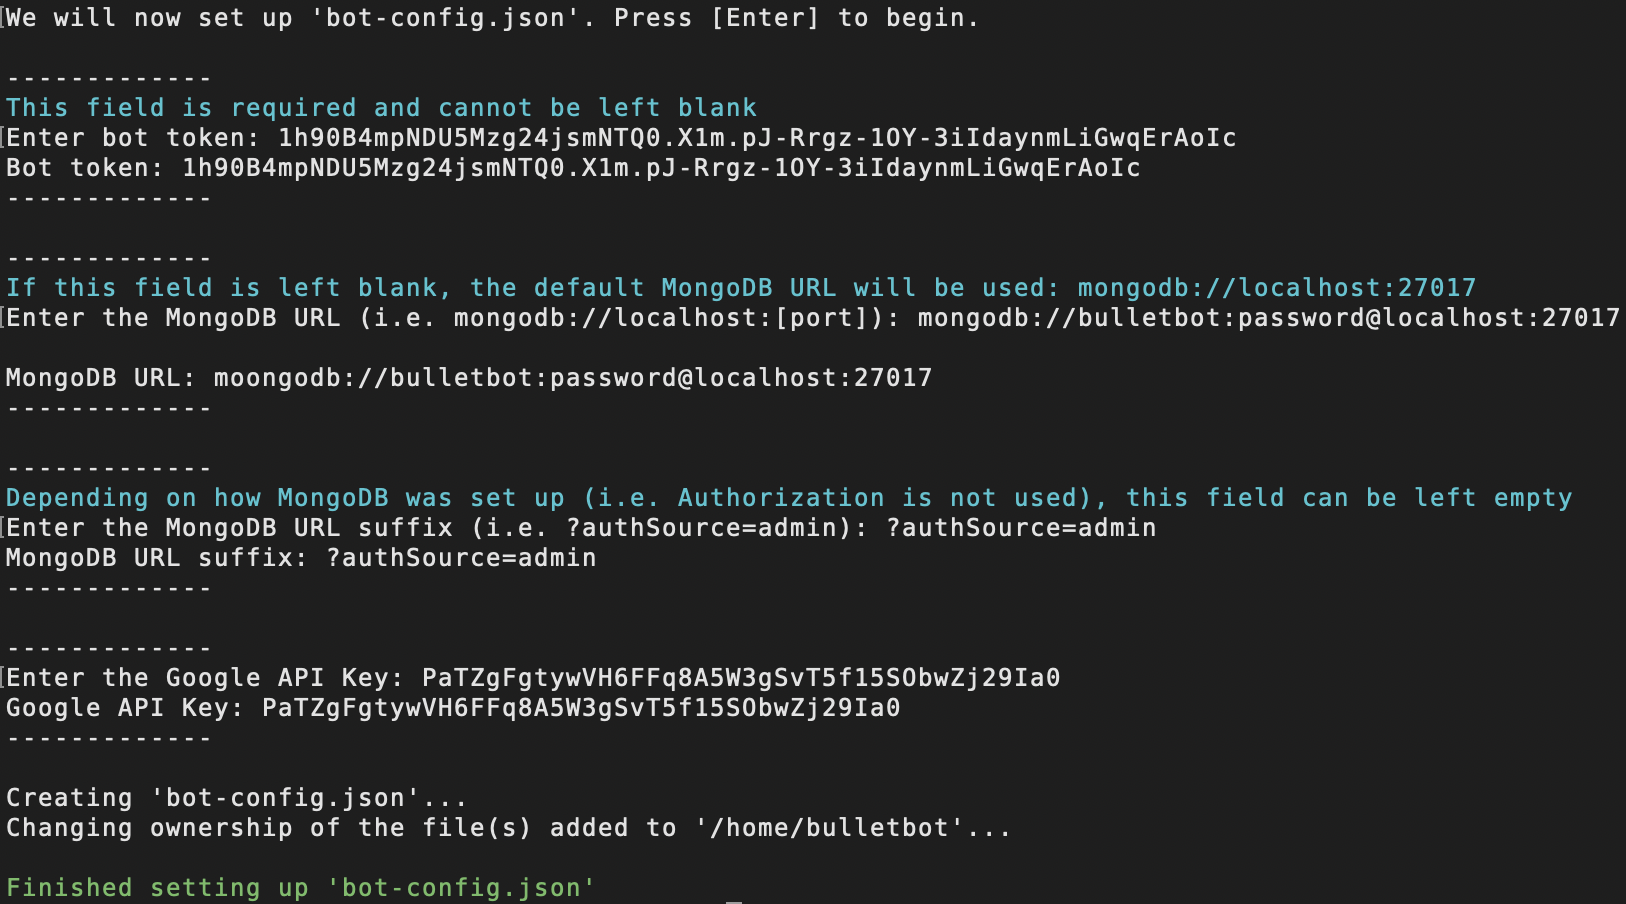 We will now set up 'bot-config.json'. Press [Enter] to begin.
-------------
This field is required and cannot be left blank
Enter bot token: 1h90B4mpNDU5Mzg24jsmNTQ0.X1m.pJ-Rrgz-1OY-3iIdaynmLiGwqErAoIc
Bot token: 1h90B4mpNDU5Mzg24jsmNTQ0.X1m.pJ-Rrgz-1OY-3iIdaynmLiGwqErAoIc
-------------
-------------
If this field is left blank, the default MongoDB URL will be used: mongodb://localhost:27017
Enter the MongoDB URL (i.e. mongodb://localhost:[port]): mongodb://bulletbot:password@localhost:27017
MongoDB URL: moongodb://bulletbot:password@localhost:27017
-------------
-------------
Depending on how MongoDB was set up (i.e. Authorization is not used), this field can be left empty
Enter the MongoDB URL suffix (i.e. ?authSource=admin): ?authSource=admin
MongoDB URL suffix: ?authSource=admin
-------------
-------------
Enter the Google API Key: PaTZgFgtywVH6FFq8A5W3gSvT5f15SObwZj29Ia0
Google API Key: PaTZgFgtywVH6FFq8A5W3gSvT5f15SObwZj29Ia0
-------------
Creating 'bot-config.json'...
Changing ownership of the file(s) added to '/home/bulletbot'...
Finished setting up 'bot-config.json'